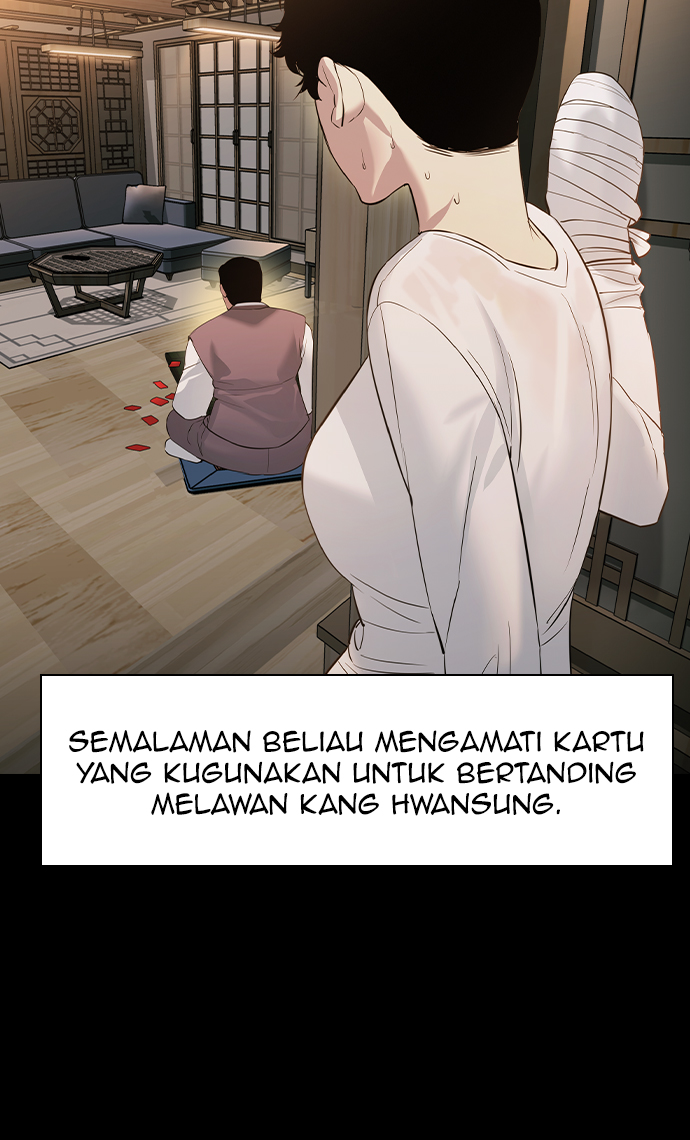 SEMALAMAN BELIAU MENGAMATI KARTU
YANG KUGUNAKAN UNTUK BERTANDING
MELAWAN KANG HWANSUNG.